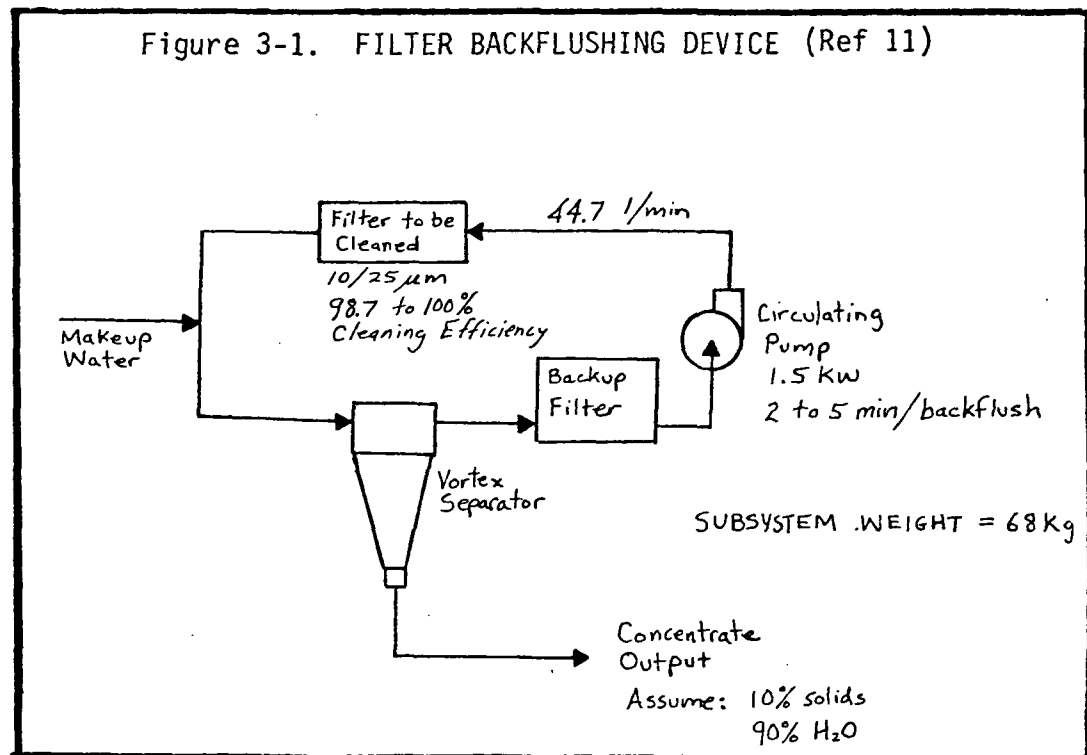 Figure 3-1. FILTER BACKFLUSHING DEVICE (Ref 11)
Filter to be
Cleaned
44.7 l/min
10/25 μm
98.7 to 100%
Cleaning Efficiency
Makeup
Water
Circulating
Pump
1.5 KW
2 to 5 min/backflush
Backup
Filter
Vortex
Separator
SUBSYSTEM WEIGHT = 68 Kg
Concentrate
Output
Assume: 10% solids
90% H₂O